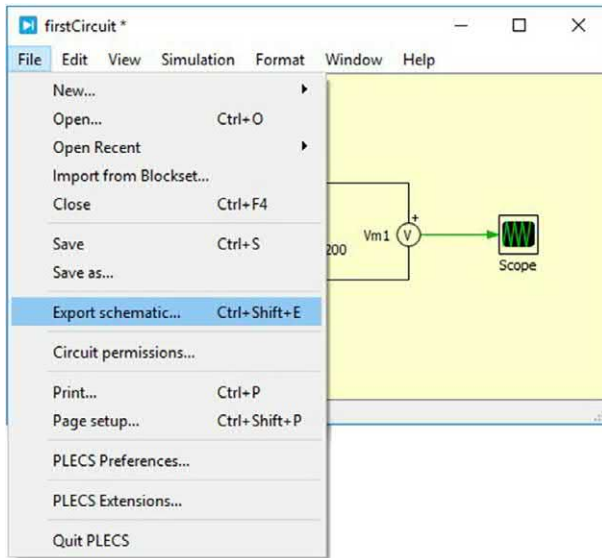 firstCircuit *
File Edit View Simulation Format Window Help
New...
Open... Ctrl+O
Open Recent
Import from Blockset...
Close Ctrl+F4
Save Ctrl+S
Save as...
Export schematic... Ctrl+Shift+E
Circuit permissions...
Print... Ctrl+P
Page setup... Ctrl+Shift+P
PLECS Preferences...
PLECS Extensions...
Quit PLECS
200
Vm1
+
V
Scope